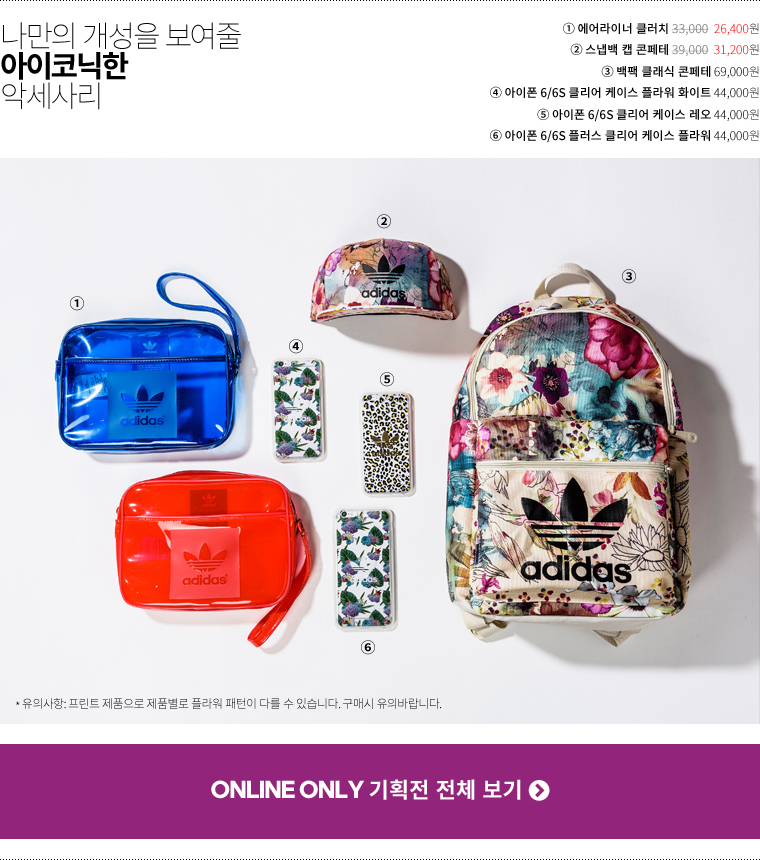 나만의 개성을 보여줄
아이코닉한
악세사리
① 에어라이너 클러치 33,000 26,400원
② 스냅백 캡 콘페테 39,000 31,200원
③ 백팩 클래식 콘페테 69,000원
④ 아이폰 6/6S 클리어 케이스 플라워 화이트 44,000원
⑤ 아이폰 6/6S 클리어 케이스 레오 44,000원
⑥ 아이폰 6/6S 플러스 클리어 케이스 플라워 44,000원
②
adidas
③
①
④
⑤
adidas
adidas
adidas
⑥
* 유의사항: 프린트 제품으로 제품별로 플라워 패턴이 다를 수 있습니다. 구매시 유의바랍니다.
ONLINE ONLY 기획전 전체 보기